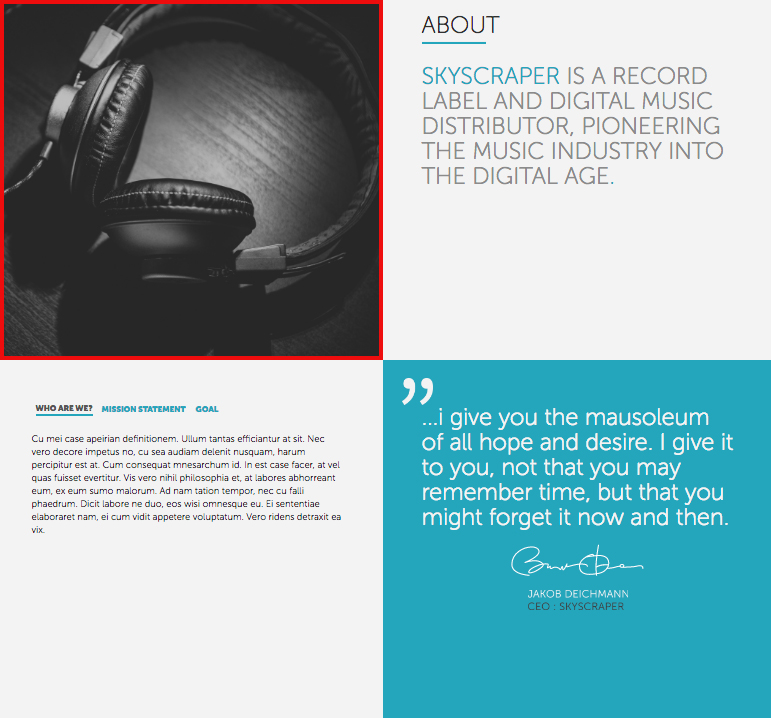 ABOUT
SKYSCRAPER IS A RECORD
LABEL AND DIGITAL MUSIC
DISTRIBUTOR, PIONEERING
THE MUSIC INDUSTRY INTO
THE DIGITAL AGE.
WHO ARE WE? MISSION STATEMENT GOAL
Cu mei case apeirian definitionem. Ullum tantas efficiantur at sit. Nec
vero decore impetus no, cu sea audiam delenit nusquam, harum
percipitur est at. Cum consequat mnesarchum id. In est case facer, at vel
quas fuisset evertitur. Vis vero nihil philosophia et, at labores abhorreant
eum, ex eum sumo malorum. Ad nam tation tempor, nec cu falli
phaedrum. Dicit labore ne duo, eos wisi omnesque eu. Ei sententiae
elaboraret nam, ei cum vidit appetere voluptatum. Vero ridens detraxit ea
vix.
”
...i give you the mausoleum
of all hope and desire. I give it
to you, not that you may
remember time, but that you
might forget it now and then.
JAKOB DEICHMANN
CEO : SKYSCRAPER